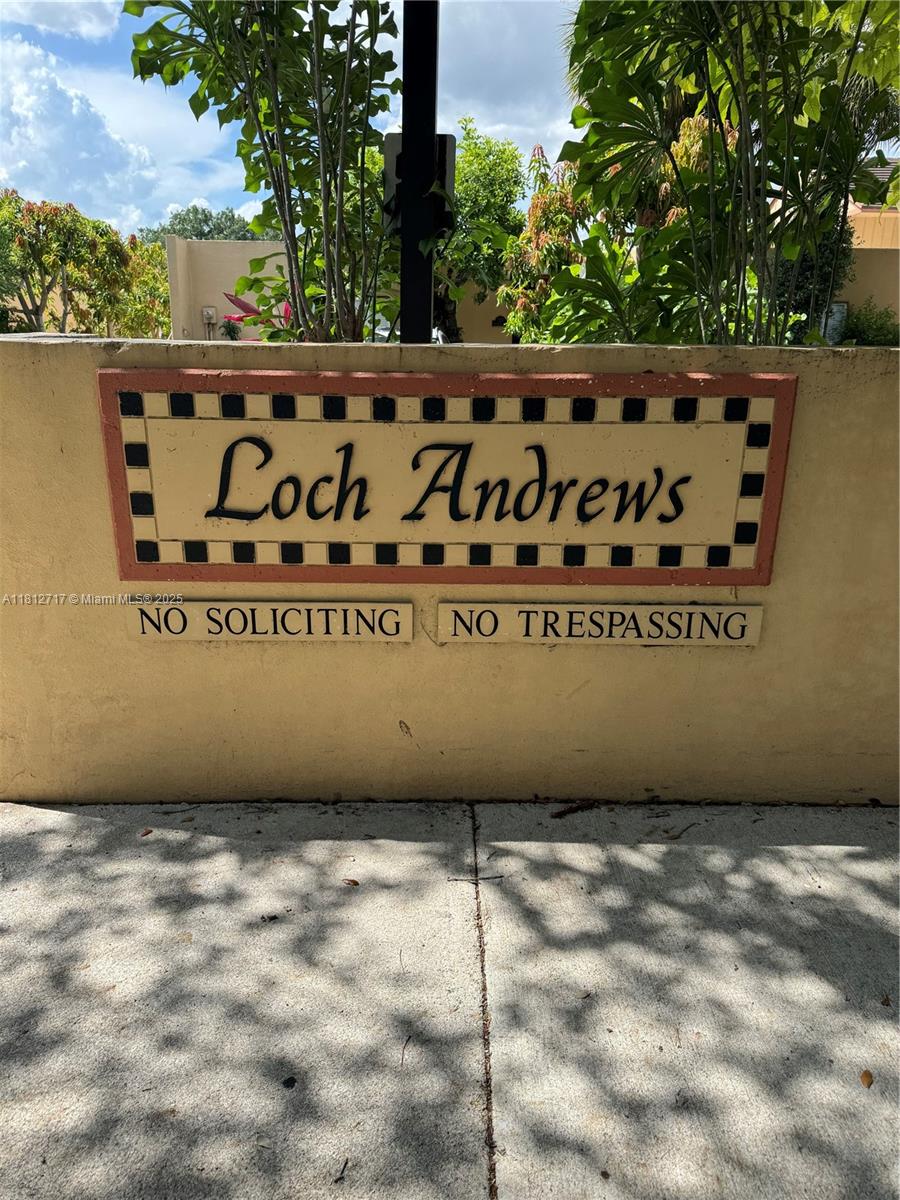 Loch Andrews
A11812717 © Miami MLS® 2025
NO SOLICITING NO TRESPASSING